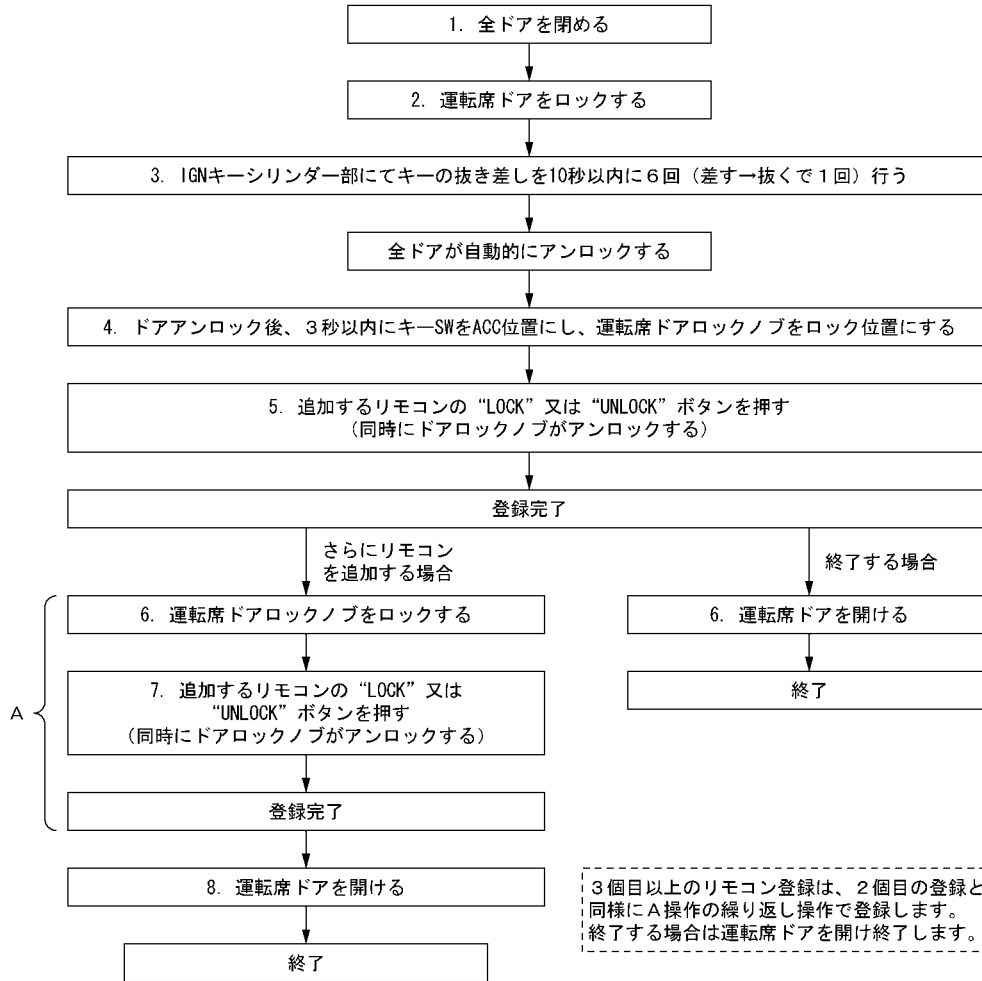 1. 全ドアを閉める
2. 運転席ドアをロックする
3. IGNキーシリンダー部にてキーの抜き差しを10秒以内に６回（差す→抜くで１回）行う
全ドアが自動的にアンロックする
4. ドアアンロック後、３秒以内にキーSWをACC位置にし、運転席ドアロックノブをロック位置にする
5. 追加するリモコンの“LOCK”又は“UNLOCK”ボタンを押す
（同時にドアロックノブがアンロックする）
登録完了
さらにリモコン
を追加する場合
終了する場合
6. 運転席ドアロックノブをロックする
6. 運転席ドアを開ける
A
7. 追加するリモコンの“LOCK”又は
“UNLOCK”ボタンを押す
（同時にドアロックノブがアンロックする）
終了
登録完了
8. 運転席ドアを開ける
３個目以上のリモコン登録は、２個目の登録と
同様にＡ操作の繰り返し操作で登録します。
終了する場合は運転席ドアを開け終了します。
終了